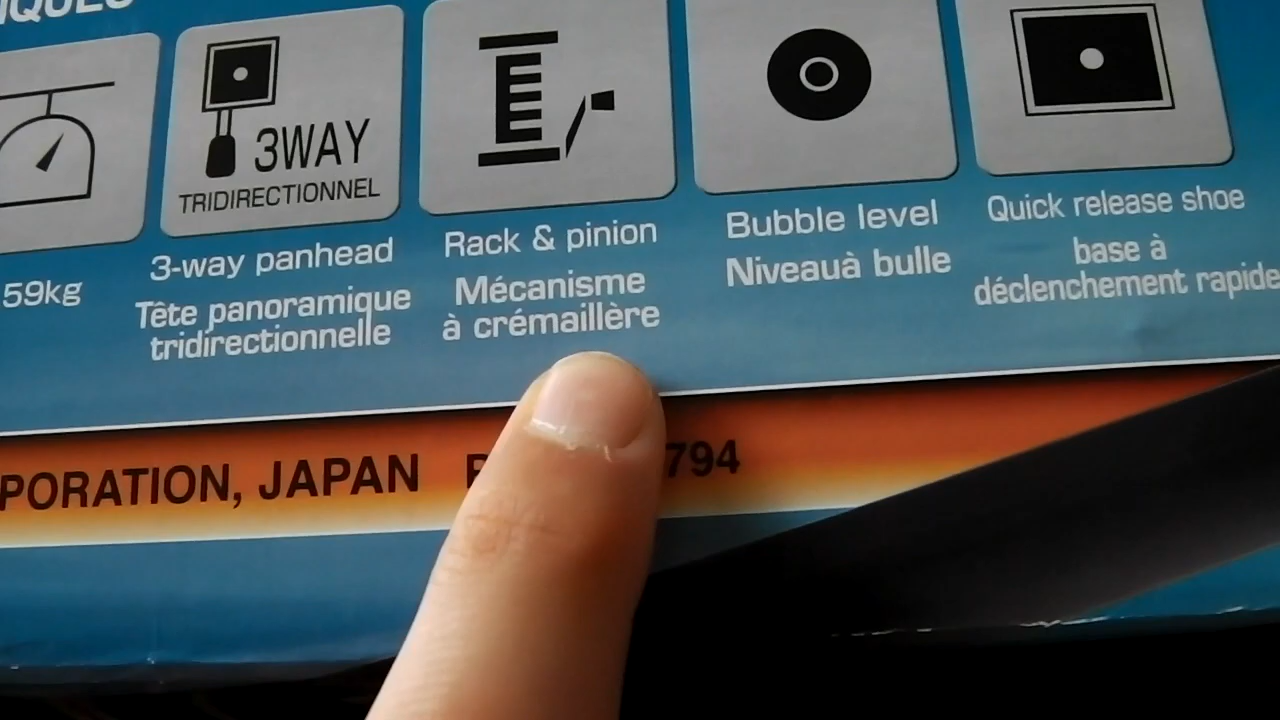 IQUES
3WAY
TRIDIRECTIONNEL
59kg
3-way panhead
Tête panoramique
tridirectionnelle
Rack & pinion
Mécanisme
à crémaillère
Bubble level
Niveauà bulle
Quick release shoe
base à
déclenchement rapide
PORATION, JAPAN 794